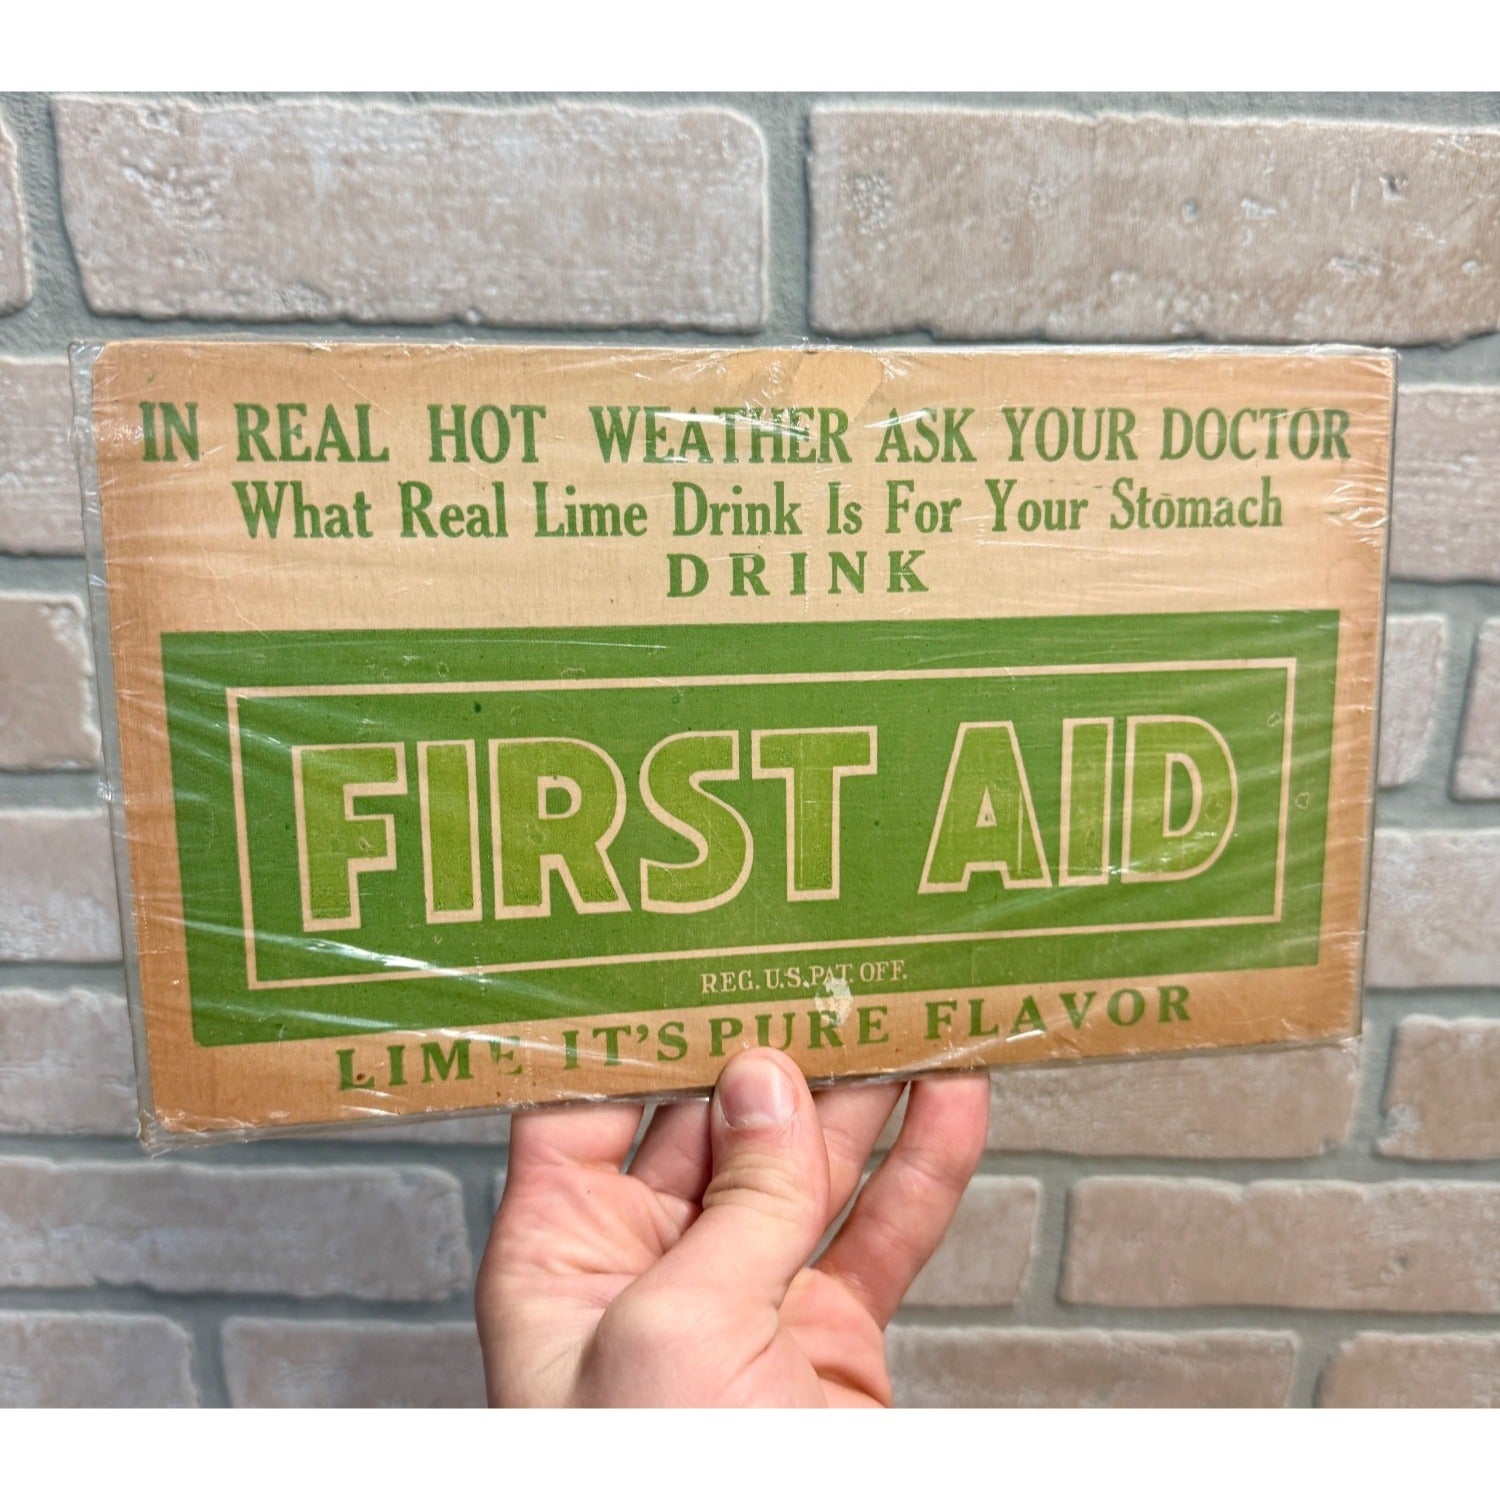 IN REAL HOT WEATHER ASK YOUR DOCTOR
What Real Lime Drink Is For Your Stomach
DRINK
FIRST AID
REG. U.S. PAT. OFF.
LIME IT'S PURE FLAVOR